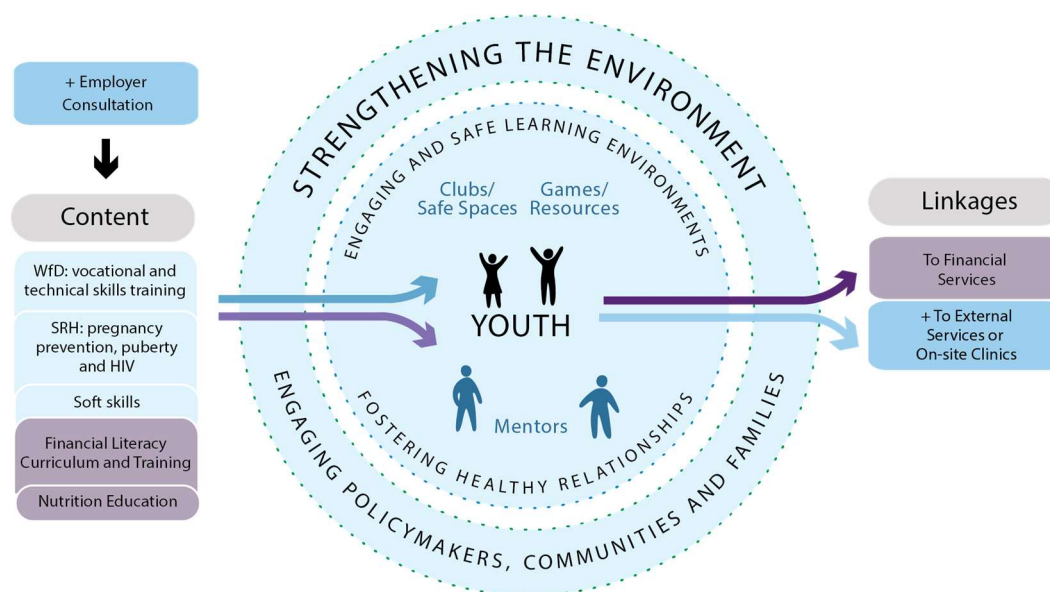 + Employer
Consultation
Content
WfD: vocational and
technical skills training
SRH: pregnancy
prevention, puberty
and HIV
Soft skills
Financial Literacy
Curriculum and Training
Nutrition Education
STRENGTHENING THE ENVIRONMENT
ENGAGING AND SAFE LEARNING ENVIRONMENTS
Clubs/
Safe Spaces
Games/
Resources
YOUTH
Mentors
FOSTERING HEALTHY RELATIONSHIPS
ENGAGING POLICYMAKERS, COMMUNITIES AND FAMILIES
Linkages
To Financial
Services
+ To External
Services or
On-site Clinics